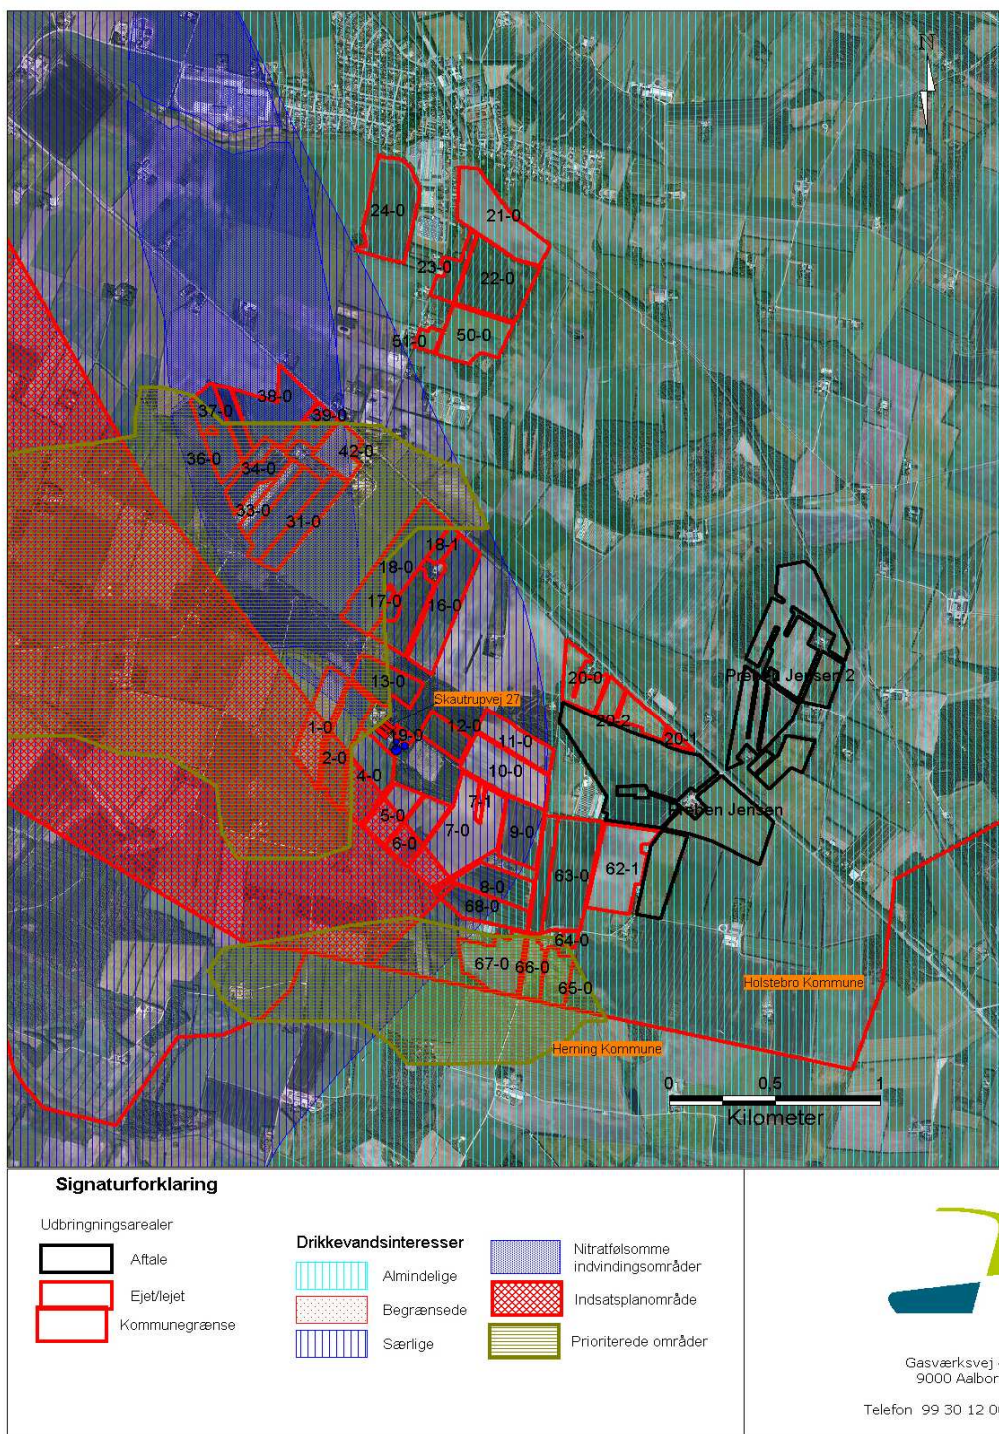 N
24-0
21-0
23-0
22-0
51-0
50-0
38-0
37-0
39-0
42-0
36-0
34-0
33-0
31-0
18-1
18-0
17-0
16-0
13-0
Skautrupvej 27
20-0
Preben Jensen 2
1-0
19-0
12-0
11-0
20-2
20-1
2-0
4-0
10-0
7-1
5-0
6-0
7-0
9-0
Preben Jensen
8-0
63-0
62-1
68-0
64-0
67-0
66-0
65-0
Holstebro Kommune
Herning Kommune
0 0,5 1
Kilometer
Signaturforklaring
Udbringningsarealer
Aftale
Ejet/lejet
Kommunegrænse
Drikkevandsinteresser
Almindelige
Begrænsede
Særlige
Nitratfølsomme
indvindingsområder
Indsatsplanområde
Prioriterede områder
Gasværksvej
9000 Aalbor
Telefon 99 30 12 0